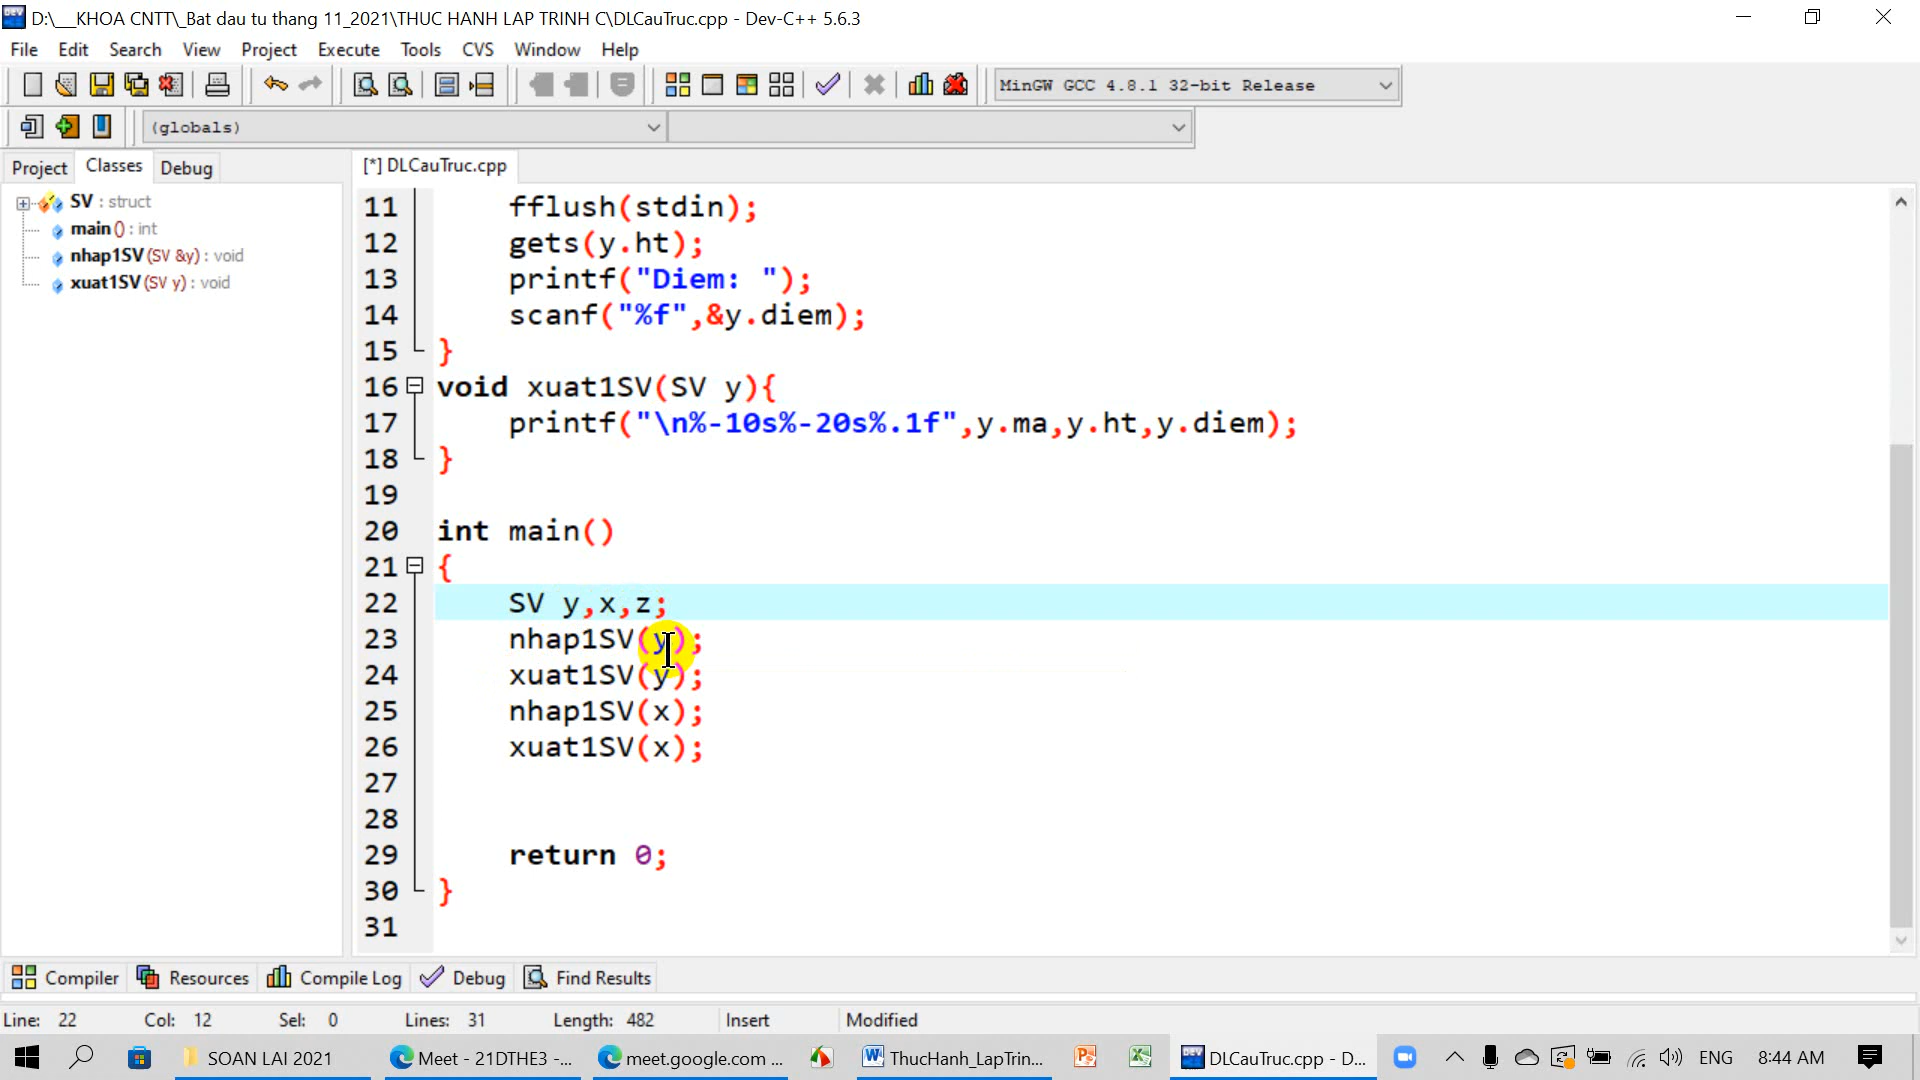 D:\__KHOA CNTT\_Bat dau tu thang 11_2021\THUC HANH LAP TRINH C\DLCauTruc.cpp - Dev-C++ 5.6.3
File Edit Search View Project Execute Tools CVS Window Help
MinGW GCC 4.8.1 32-bit Release
(globals)
Project Classes Debug
[*] DLCauTruc.cpp
SV : struct
main () : int
nhap1SV (SV &y) : void
xuat1SV (SV y) : void
11 fflush(stdin);
12 gets(y.ht);
13 printf("Diem: ");
14 scanf("%f",&y.diem);
15 }
16 void xuat1SV(SV y){
17 printf("\n%-10s%-20s%.1f",y.ma,y.ht,y.diem);
18 }
19
20 int main()
21 {
22 SV y,x,z;
23 nhap1SV(y);
24 xuat1SV(y);
25 nhap1SV(x);
26 xuat1SV(x);
27
28
29 return 0;
30 }
31
Compiler Resources Compile Log Debug Find Results
Line: 22 Col: 12 Sel: 0 Lines: 31 Length: 482 Insert Modified
SOAN LAI 2021 Meet - 21DTHE3 -... meet.google.com ... ThucHanh_LapTrin... DLCauTruc.cpp - D... ENG 8:44 AM